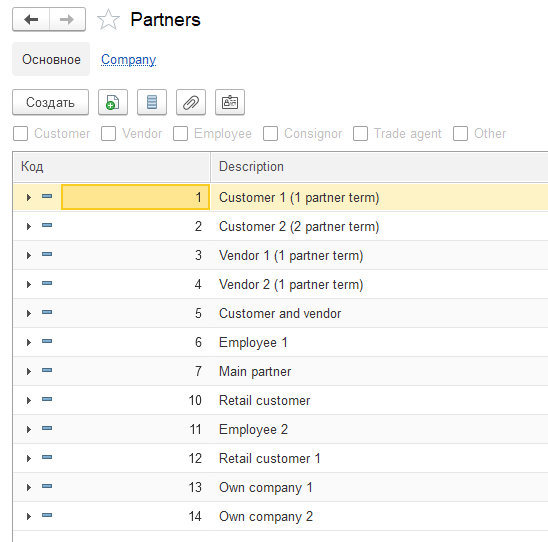 Partners
Основное Company
Создать
Customer Vendor Employee Consignor Trade agent Other
Код Description
1 Customer 1 (1 partner term)
2 Customer 2 (2 partner term)
3 Vendor 1 (1 partner term)
4 Vendor 2 (1 partner term)
5 Customer and vendor
6 Employee 1
7 Main partner
10 Retail customer
11 Employee 2
12 Retail customer 1
13 Own company 1
14 Own company 2